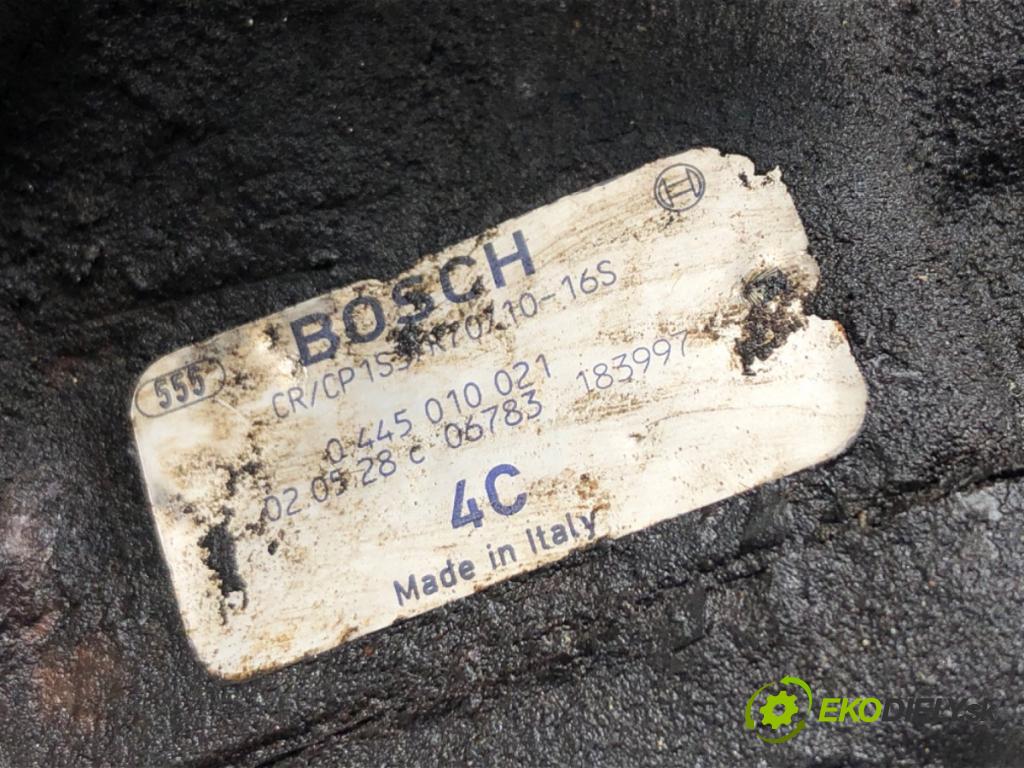 BOSCH
555
CR/CP1S3/R70/10-16S
0 445 010 021
183997
02.05.28 c 06783
4C
Made in Italy
EKODIELY.SK